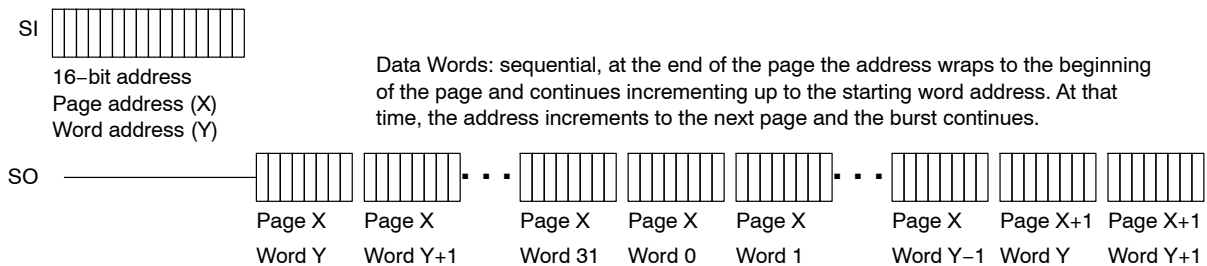 SI
16−bit address
Page address (X)
Word address (Y)
Data Words: sequential, at the end of the page the address wraps to the beginning
of the page and continues incrementing up to the starting word address. At that
time, the address increments to the next page and the burst continues.
SO
Page X Page X Page X Page X Page X Page X Page X+1 Page X+1
Word Y Word Y+1 Word 31 Word 0 Word 1 Word Y−1 Word Y Word Y+1